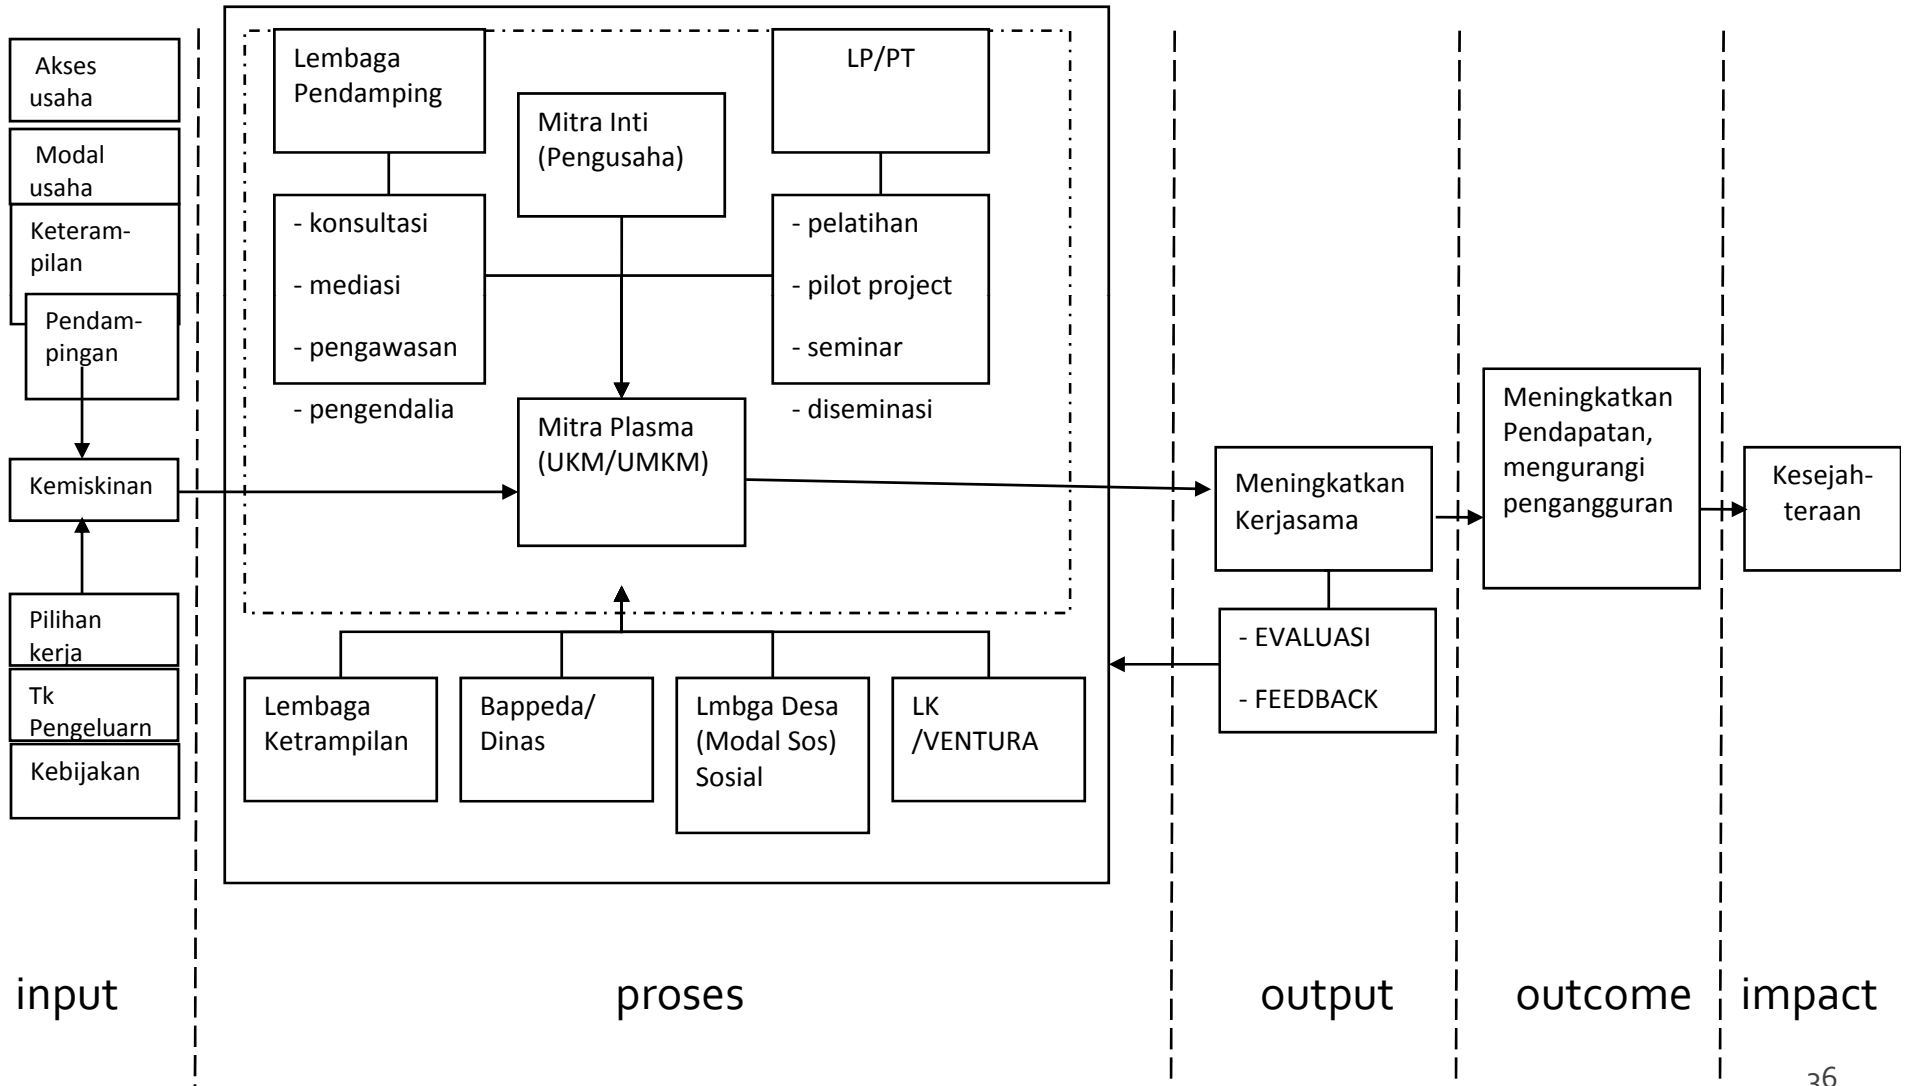 Akses
usaha
Modal
usaha
Keteram-
pilan
Pendam-
pingan
Kemiskinan
Pilihan
kerja
Tk
Pengeluarn
Kebijakan
Lembaga
Pendamping
- konsultasi
- mediasi
- pengawasan
- pengendalia
Mitra Inti
(Pengusaha)
LP/PT
- pelatihan
- pilot project
- seminar
- diseminasi
Mitra Plasma
(UKM/UMKM)
Lembaga
Ketrampilan
Bappeda/
Dinas
Lmbga Desa
(Modal Sos)
Sosial
LK
/VENTURA
Meningkatkan
Kerjasama
- EVALUASI
- FEEDBACK
Meningkatkan
Pendapatan,
mengurangi
pengangguran
Kesejah-
teraan
input
proses
output
outcome
impact
36